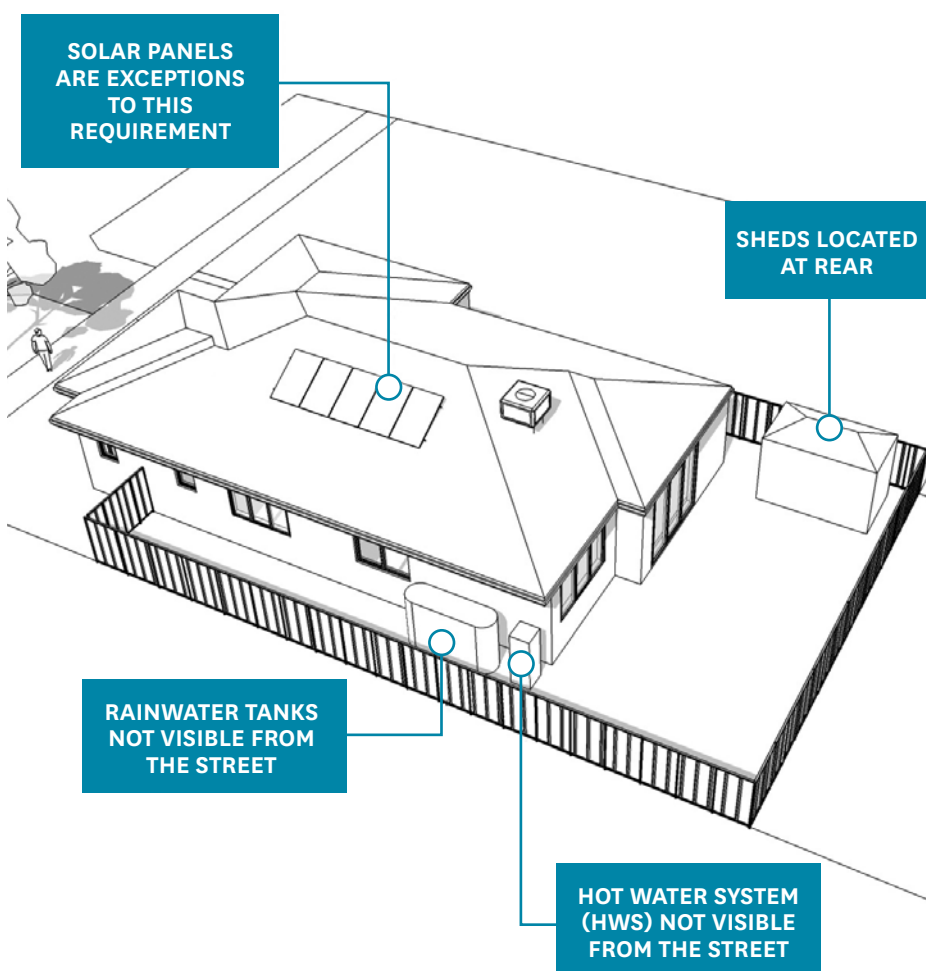 SOLAR PANELS
ARE EXCEPTIONS
TO THIS
REQUIREMENT
SHEDS LOCATED
AT REAR
RAINWATER TANKS
NOT VISIBLE FROM
THE STREET
HOT WATER SYSTEM
(HWS) NOT VISIBLE
FROM THE STREET